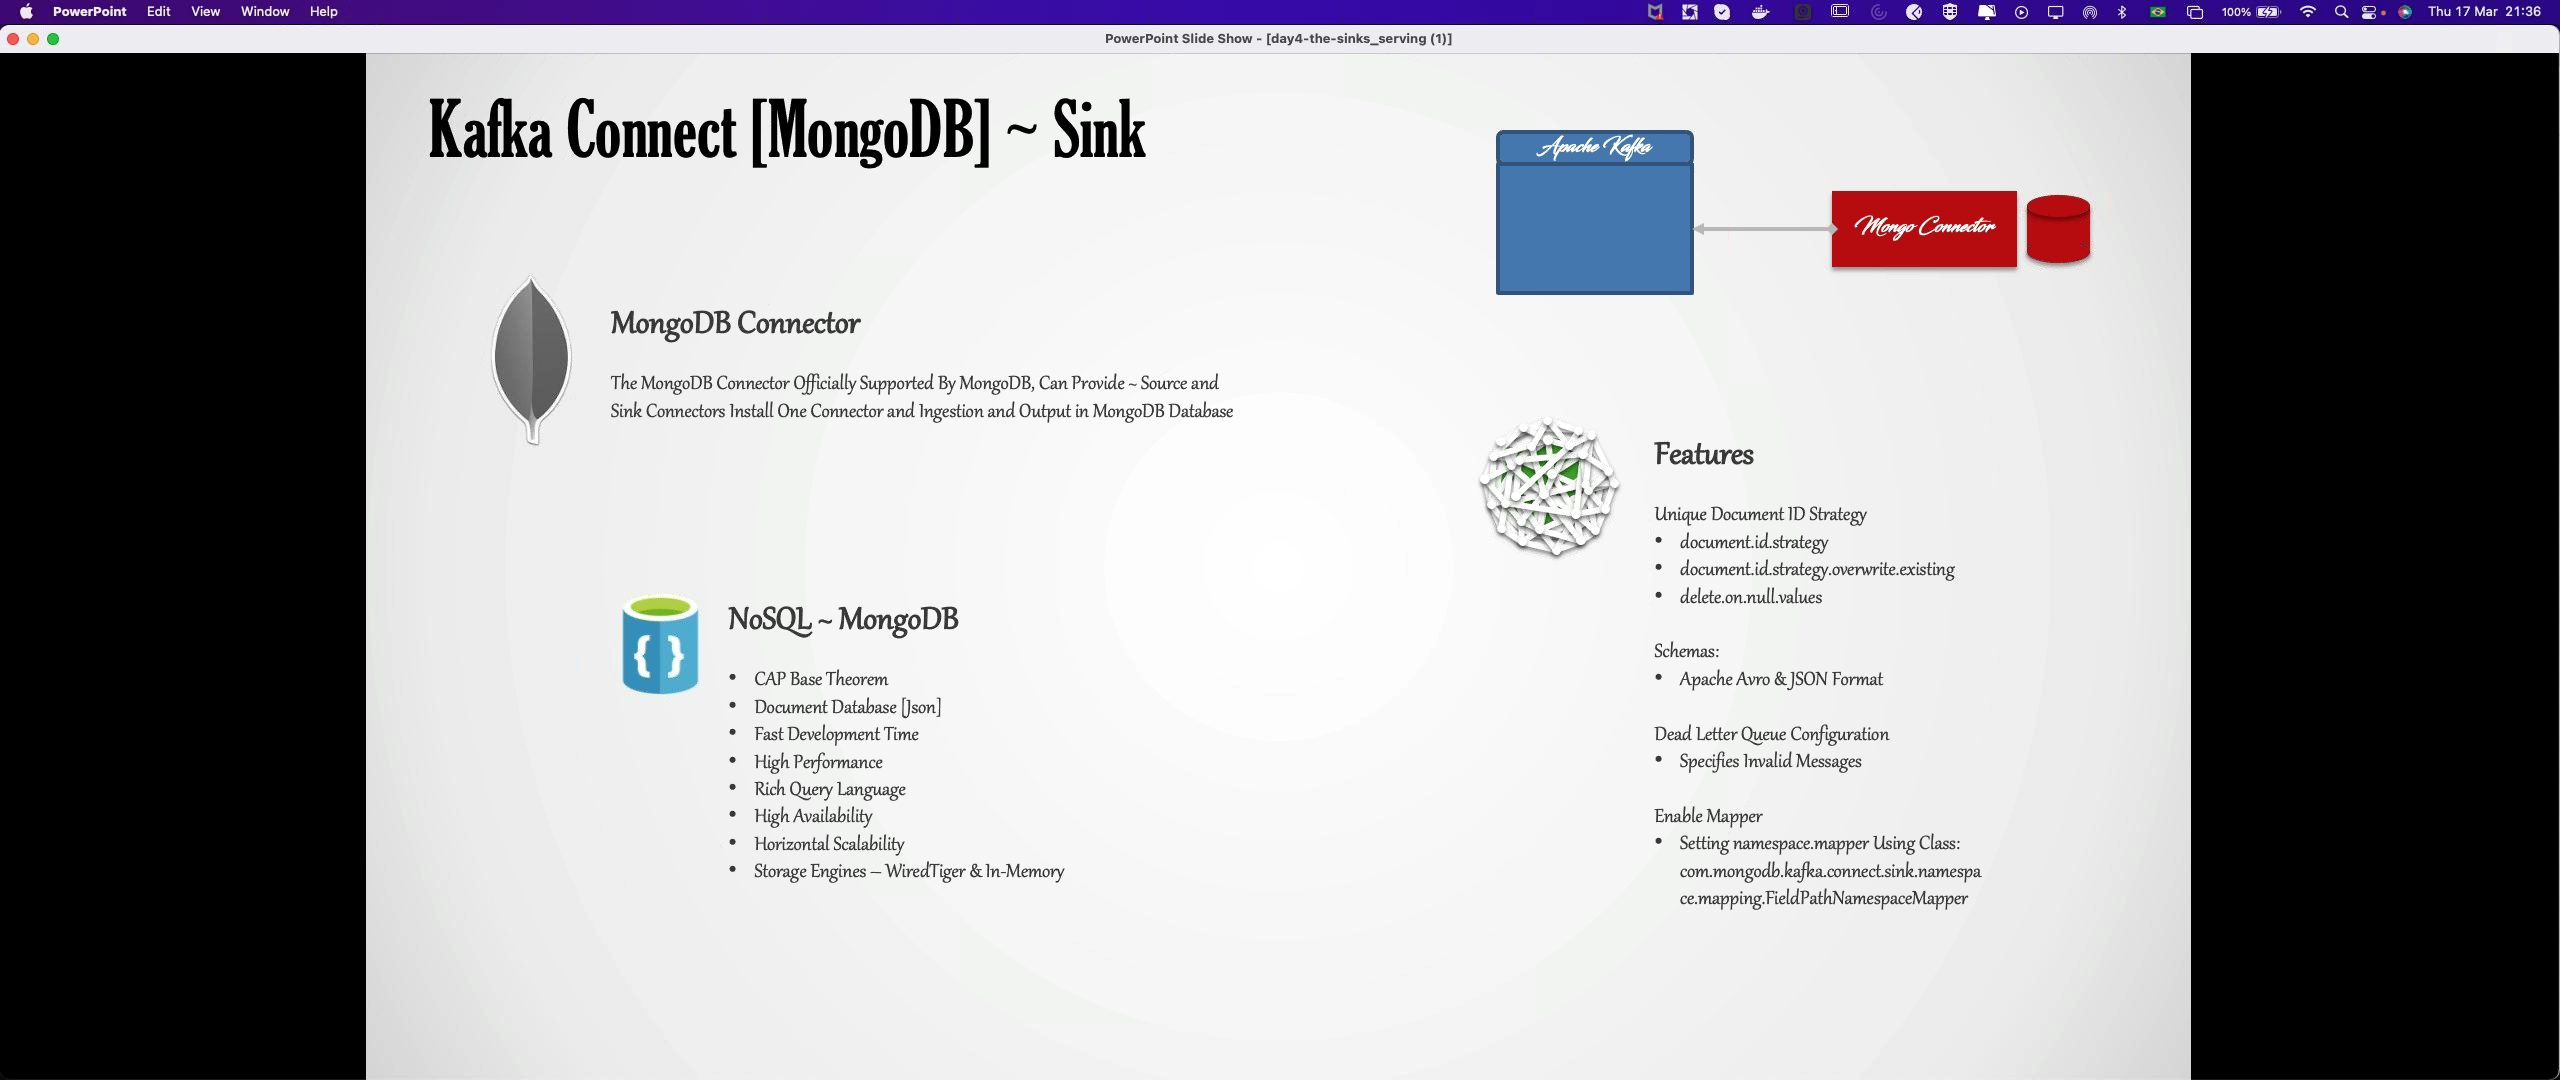 PowerPoint Edit View Window Help
100% Thu 17 Mar 21:36
PowerPoint Slide Show - [day4-the-sinks_serving (1)]
Kafka Connect [MongoDB] ~ Sink
Apache Kafka
Mongo Connector
MongoDB Connector
The MongoDB Connector Officially Supported By MongoDB, Can Provide ~ Source and
Sink Connectors Install One Connector and Ingestion and Output in MongoDB Database
NoSQL ~ MongoDB
{ }
• CAP Base Theorem
• Document Database [Json]
• Fast Development Time
• High Performance
• Rich Query Language
• High Availability
• Horizontal Scalability
• Storage Engines – WiredTiger & In-Memory
Features
Unique Document ID Strategy
• document.id.strategy
• document.id.strategy.overwrite.existing
• delete.on.null.values
Schemas:
• Apache Avro & JSON Format
Dead Letter Queue Configuration
• Specifies Invalid Messages
Enable Mapper
• Setting namespace.mapper Using Class:
com.mongodb.kafka.connect.sink.namespa
ce.mapping.FieldPathNamespaceMapper